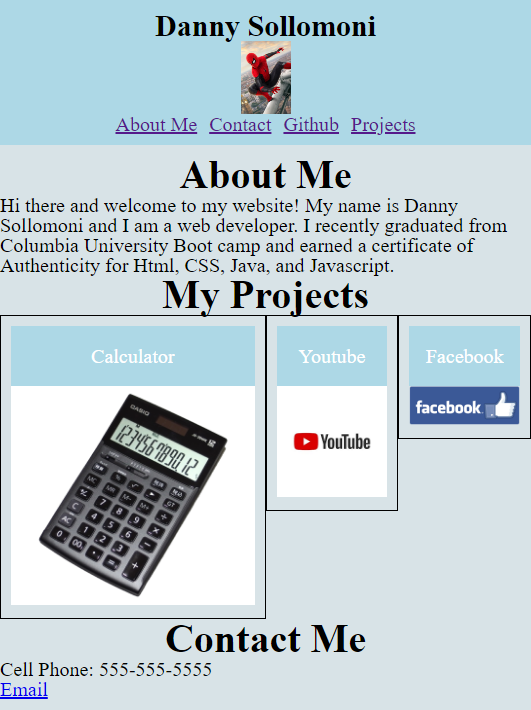 Danny Sollomoni
About Me Contact Github Projects
About Me
Hi there and welcome to my website! My name is Danny
Sollomoni and I am a web developer. I recently graduated from
Columbia University Boot camp and earned a certificate of
Authenticity for Html, CSS, Java, and Javascript.
My Projects
Calculator
Youtube
Facebook
123456789012
YouTube
facebook
Contact Me
Cell Phone: 555-555-5555
Email